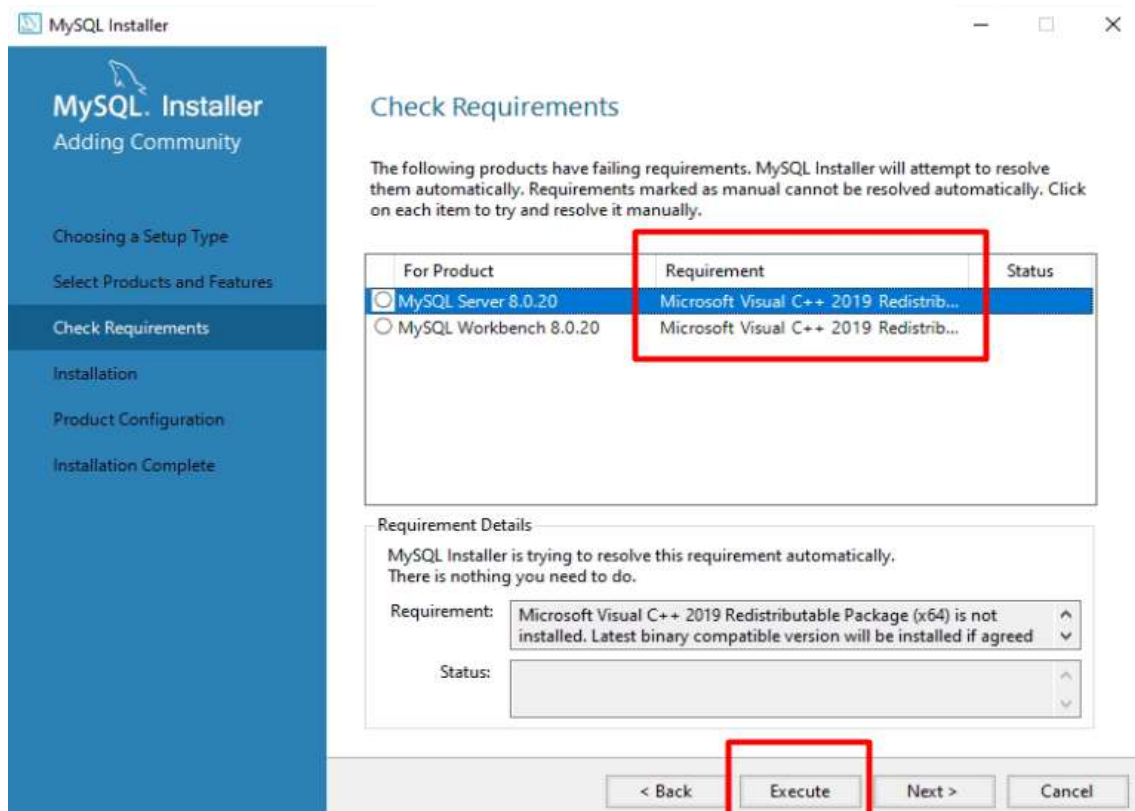 MySQL Installer
MySQL. Installer
Adding Community
Choosing a Setup Type
Select Products and Features
Check Requirements
Installation
Product Configuration
Installation Complete
Check Requirements
The following products have failing requirements. MySQL Installer will attempt to resolve
them automatically. Requirements marked as manual cannot be resolved automatically. Click
on each item to try and resolve it manually.
For Product Requirement Status
MySQL Server 8.0.20 Microsoft Visual C++ 2019 Redistrib...
MySQL Workbench 8.0.20 Microsoft Visual C++ 2019 Redistrib...
Requirement Details
MySQL Installer is trying to resolve this requirement automatically.
There is nothing you need to do.
Requirement: Microsoft Visual C++ 2019 Redistributable Package (x64) is not
installed. Latest binary compatible version will be installed if agreed
Status:
< Back Execute Next > Cancel